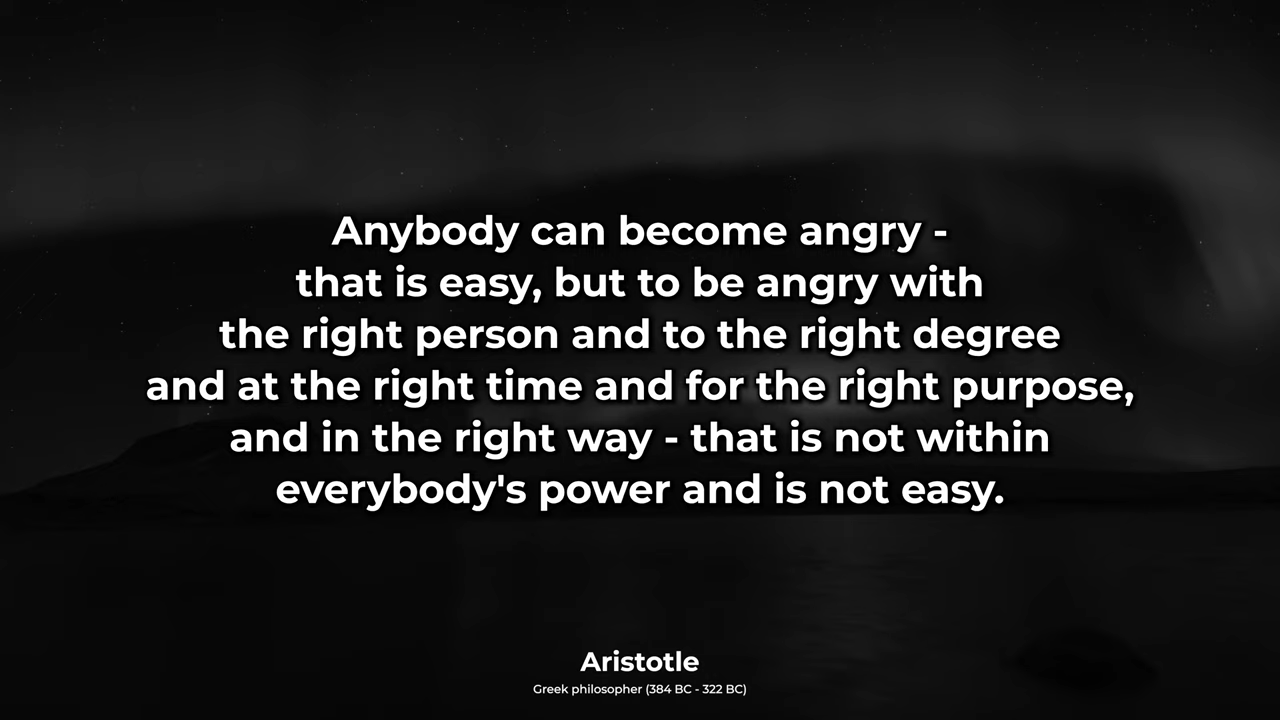 Anybody can become angry -
that is easy, but to be angry with
the right person and to the right degree
and at the right time and for the right purpose,
and in the right way - that is not within
everybody's power and is not easy.
Aristotle
Greek philosopher (384 BC - 322 BC)